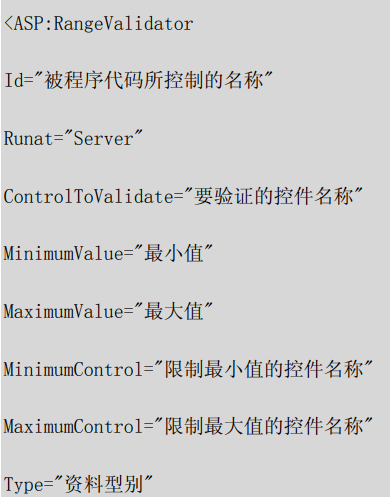 <ASP:RangeValidator
Id="被程序代码所控制的名称"
Runat="Server"
ControlToValidate="要验证的控件名称"
MinimumValue="最小值"
MaximumValue="最大值"
MinimumControl="限制最小值的控件名称"
MaximumControl="限制最大值的控件名称"
Type="资料型别"